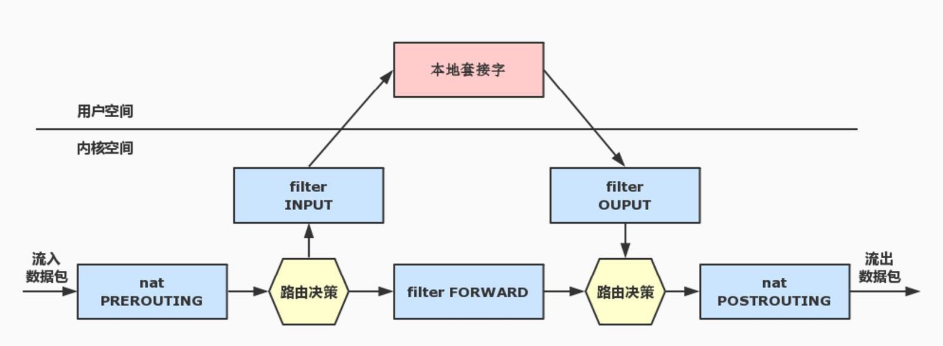 本地套接字
用户空间
内核空间
filter
INPUT
filter
OUPUT
流入
数据包
nat
PREROUTING
路由决策
filter FORWARD
路由决策
nat
POSTROUTING
流出
数据包